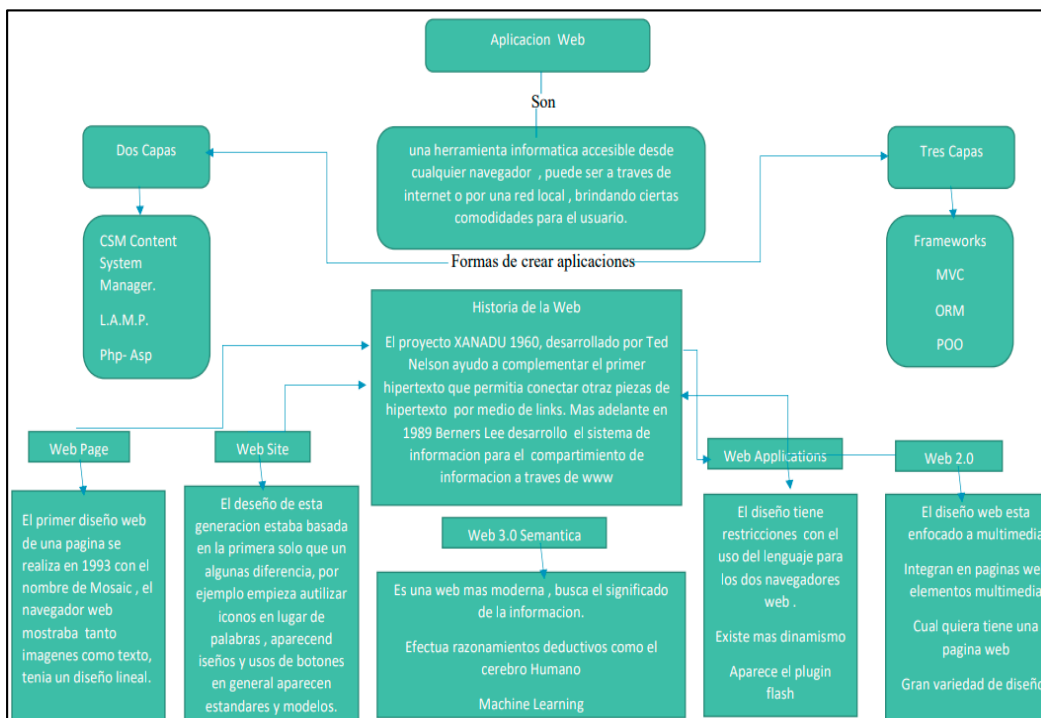 Aplicacion Web
Son
Dos Capas
una herramienta informatica accesible desde
cualquier navegador , puede ser a traves de
internet o por una red local , brindando ciertas
comodidades para el usuario.
Tres Capas
CSM Content
System
Manager.
L.A.M.P.
Php- Asp
Formas de crear aplicaciones
Frameworks
MVC
ORM
POO
Historia de la Web
El proyecto XANADU 1960, desarrollado por Ted
Nelson ayudo a complementar el primer
hipertexto que permitia conectar otraz piezas de
hipertexto por medio de links. Mas adelante en
1989 Berners Lee desarrollo el sistema de
informacion para el compartimiento de
informacion a traves de www
Web Page
El primer diseño web
de una pagina se
realiza en 1993 con el
nombre de Mosaic , el
navegador web
mostraba tanto
imagenes como texto,
tenia un diseño lineal.
Web Site
El deseño de esta
generacion estaba basada
en la primera solo que un
algunas diferencia, por
ejemplo empieza autilizar
iconos en lugar de
palabras , aparecend
iseños y usos de botones
en general aparecen
estandares y modelos.
Web 3.0 Semantica
Es una web mas moderna , busca el significado
de la informacion.
Efectua razonamientos deductivos como el
cerebro Humano
Machine Learning
Web Applications
El diseño tiene
restricciones con el
uso del lenguaje para
los dos navegadores
web .
Existe mas dinamismo
Aparece el plugin
flash
Web 2.0
El diseño web esta
enfocado a multimedia
Integran en paginas we
elementos multimedia
Cual quiera tiene una
pagina web
Gran variedad de diseño